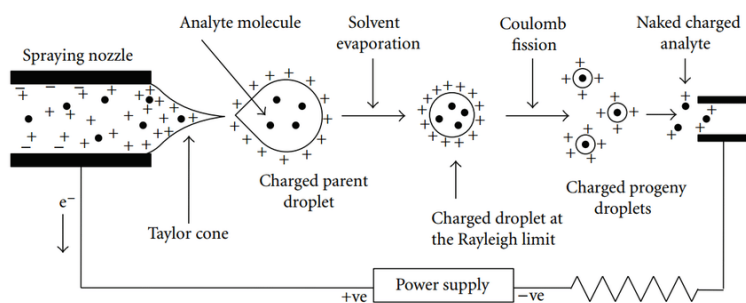 Spraying nozzle
Analyte molecule
Solvent
evaporation
Coulomb
fission
Naked charged
analyte
Charged parent
droplet
Charged droplet at
the Rayleigh limit
Charged progeny
droplets
e⁻
Taylor cone
+ve
Power supply
−ve